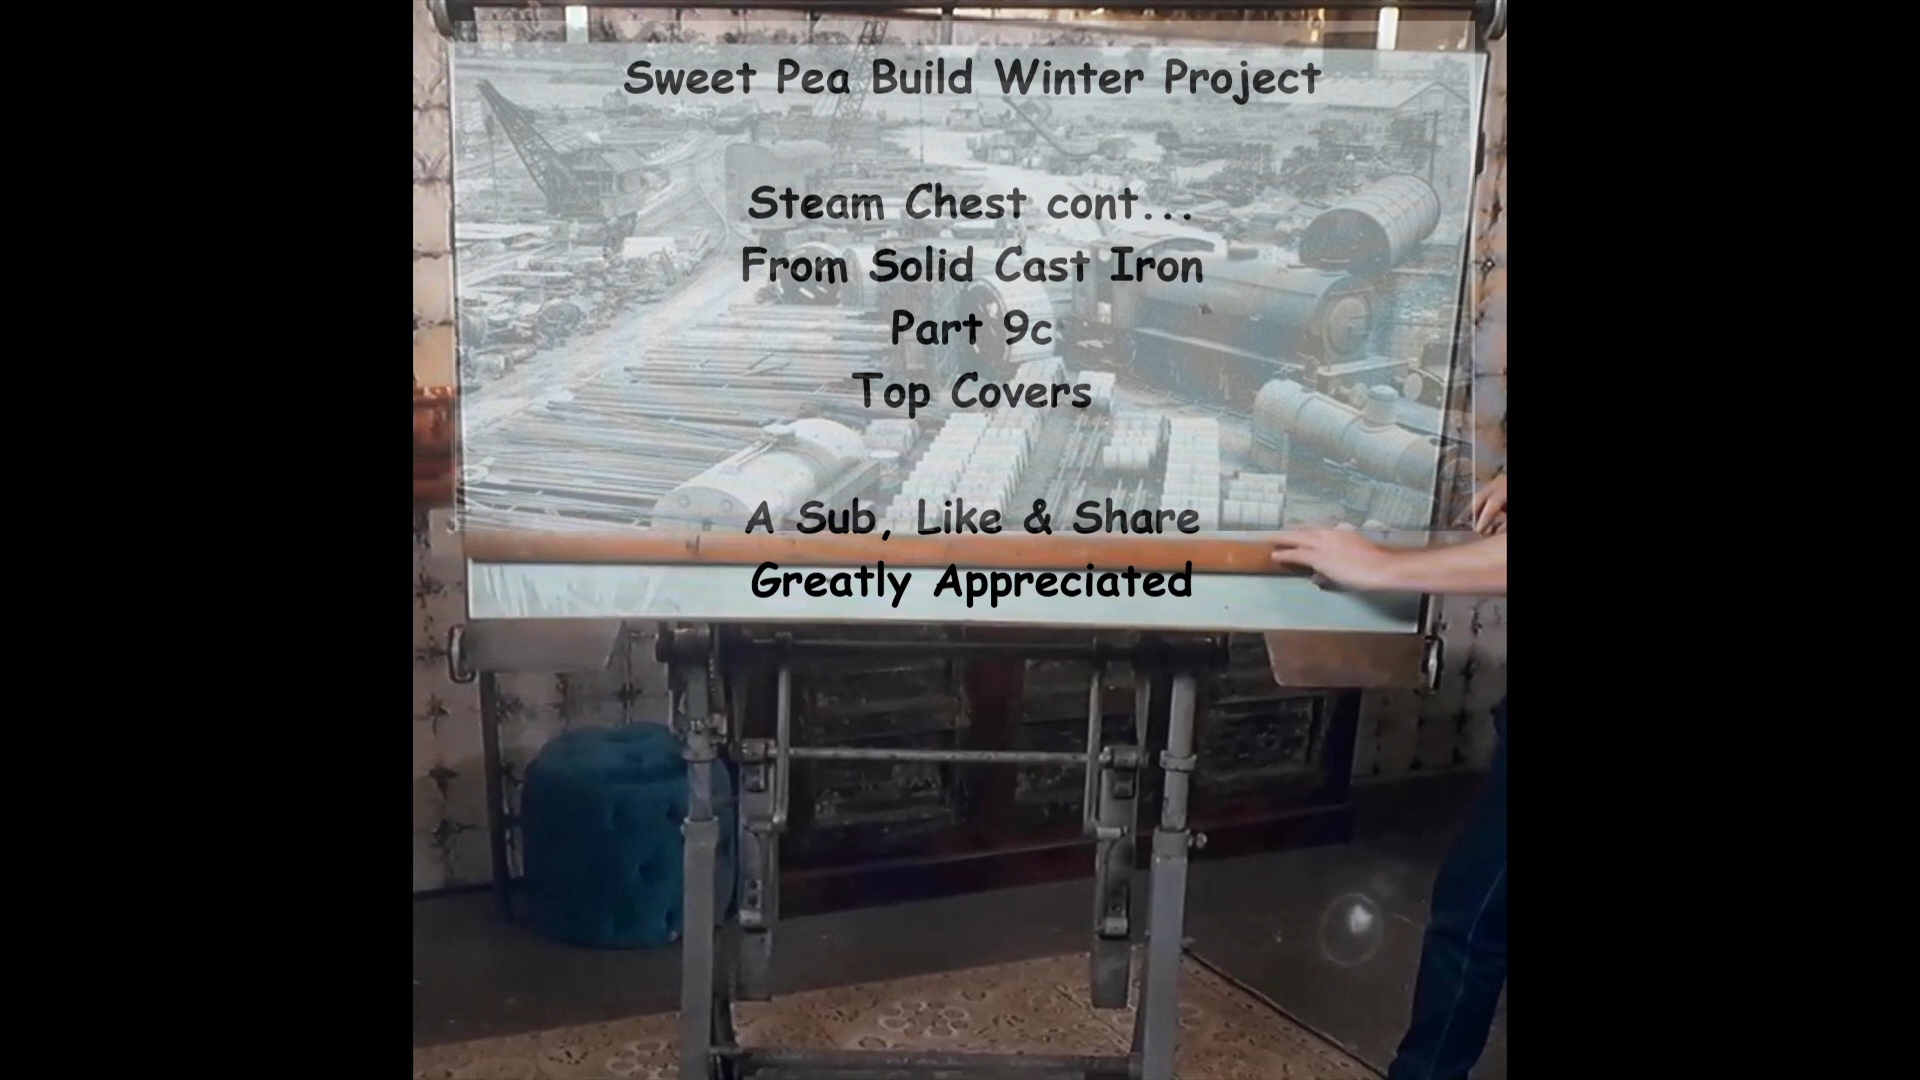 Sweet Pea Build Winter Project
Steam Chest cont...
From Solid Cast Iron
Part 9c
Top Covers
A Sub, Like & Share
Greatly Appreciated